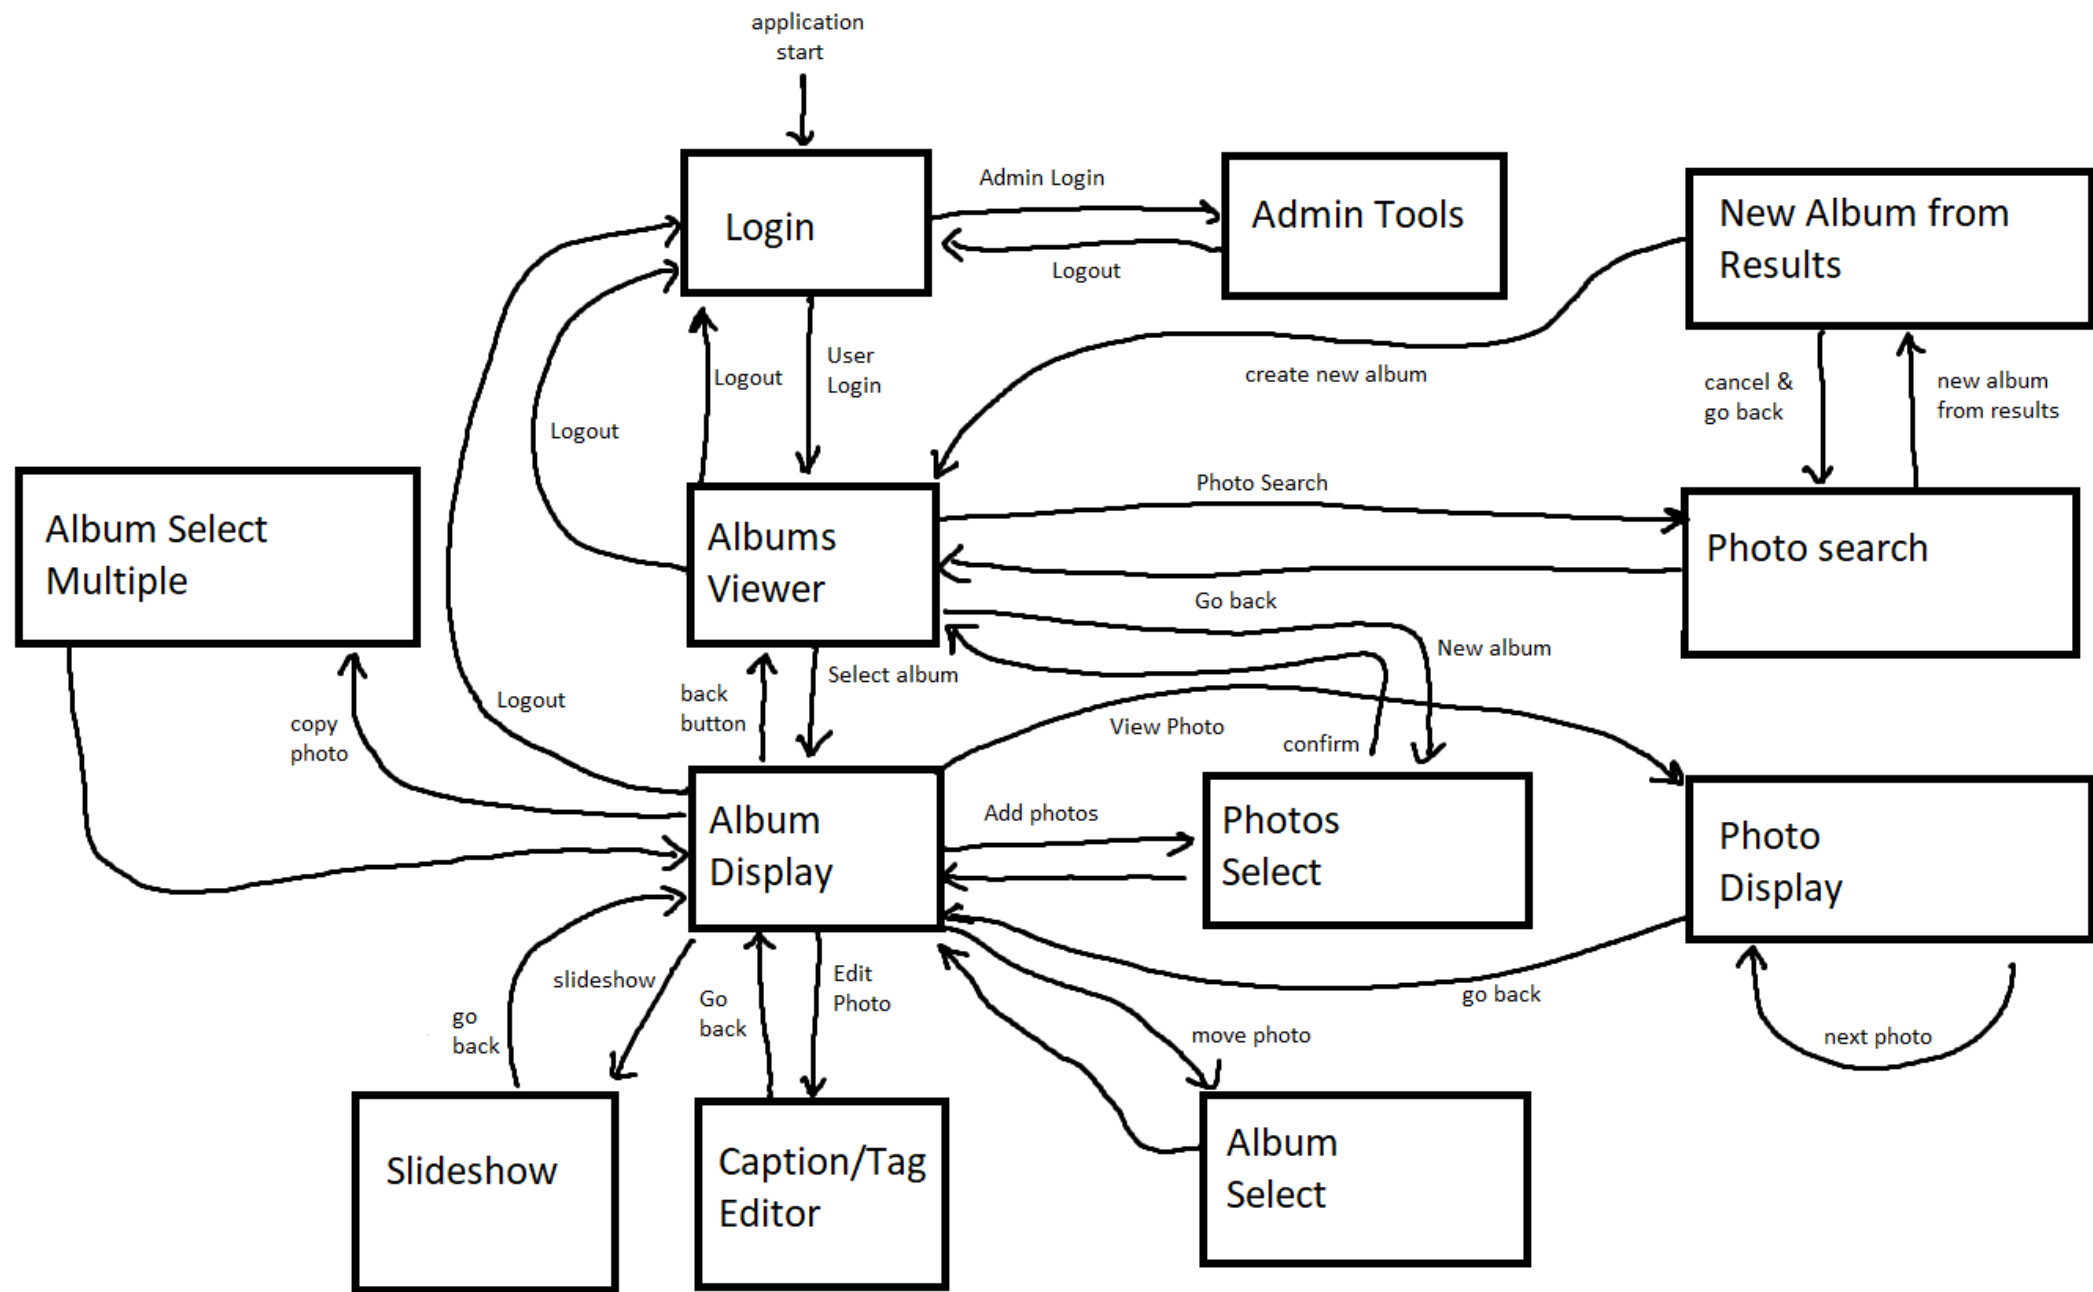 application
start
Login
Admin Login
Logout
Admin Tools
New Album from
Results
User
Login
Logout
Logout
create new album
cancel &
go back
new album
from results
Album Select
Multiple
Albums
Viewer
Photo Search
Go back
Photo search
New album
Select album
back
button
Logout
copy
photo
View Photo
confirm
Album
Display
Add photos
Photos
Select
Photo
Display
slideshow
go
back
Go
back
Edit
Photo
move photo
go back
next photo
Slideshow
Caption/Tag
Editor
Album
Select